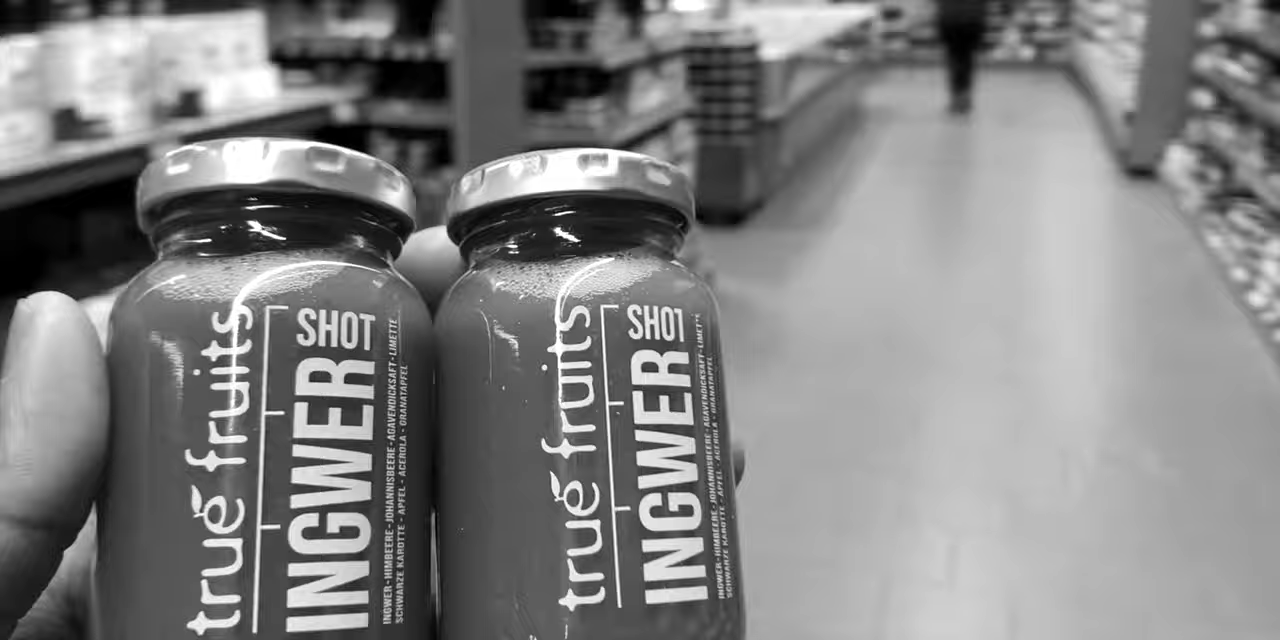 true fruits
SHOT
INGWER
INGWER · HIMBEERE · JOHANNISBEERE · AGAVENDICKSAFT · LIMETTE
SCHWARZE KAROTTE · APFEL · ACEROLA · GRANATAPFEL
true fruits
SHOT
INGWER
INGWER · HIMBEERE · JOHANNISBEERE · AGAVENDICKSAFT · LIMETTE
SCHWARZE KAROTTE · APFEL · ACEROLA · GRANATAPFEL